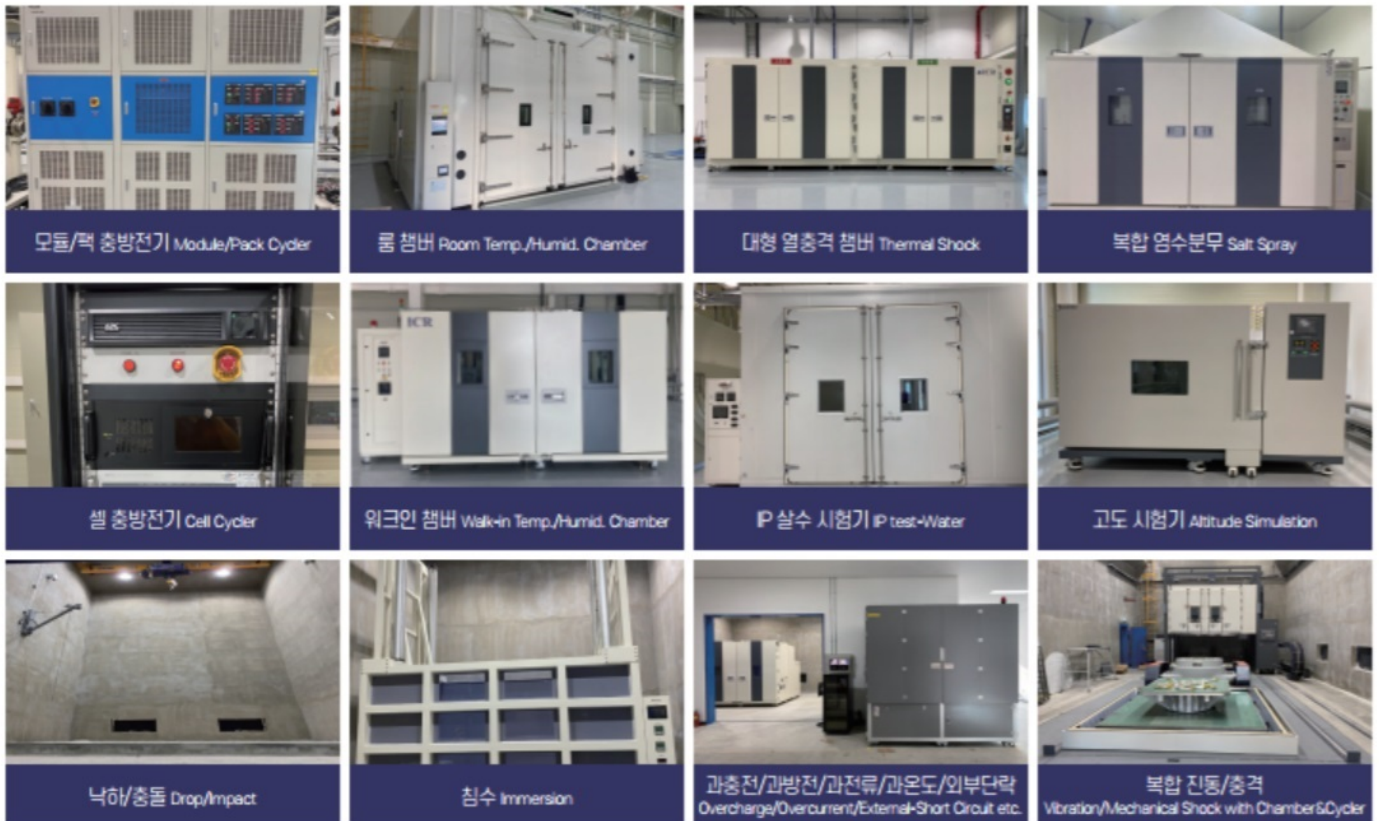 모듈/팩 충방전기 Module/Pack Cycler
룸 챔버 Room Temp./Humid. Chamber
대형 열충격 챔버 Thermal Shock
복합 염수분무 Salt Spray
ICR
셀 충방전기 Cell Cycler
워크인 챔버 Walk-in Temp./Humid. Chamber
IP 살수 시험기 IP test-Water
고도 시험기 Altitude Simulation
낙하/충돌 Drop/Impact
침수 Immersion
과충전/과방전/과전류/과온도/외부단락
Overcharge/Overcurrent/External-Short Circuit etc.
복합 진동/충격
Vibration/Mechanical Shock with Chamber&Cycler